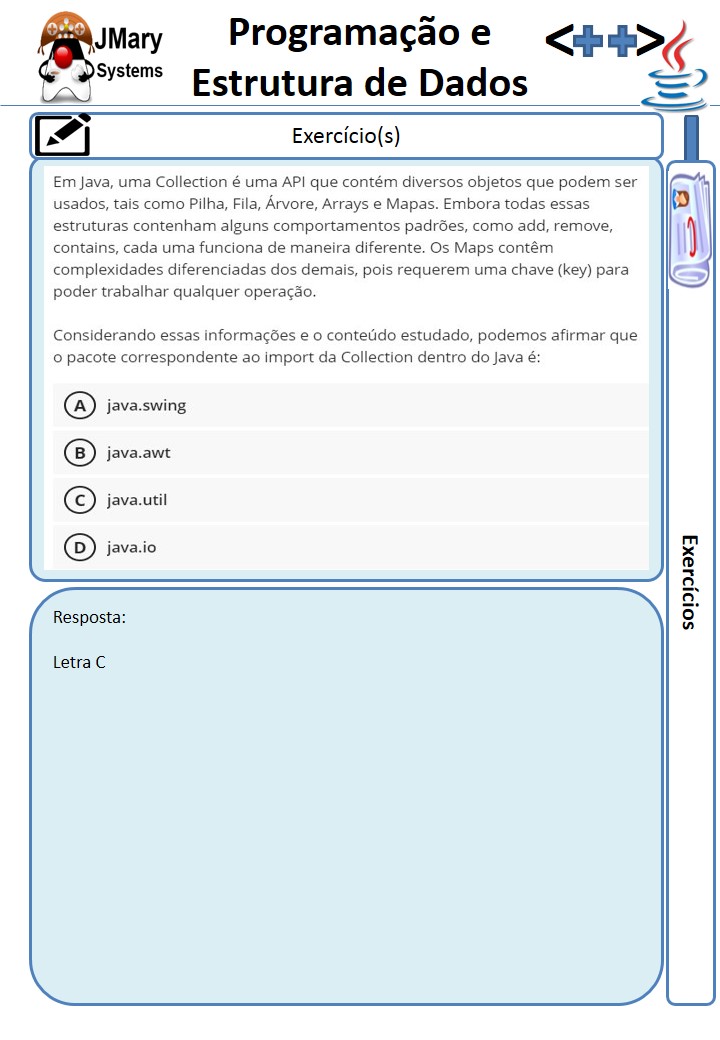 JMary
Systems
Programação e
Estrutura de Dados
<++>
Exercício(s)
Em Java, uma Collection é uma API que contém diversos objetos que podem ser
usados, tais como Pilha, Fila, Árvore, Arrays e Mapas. Embora todas essas
estruturas contenham alguns comportamentos padrões, como add, remove,
contains, cada uma funciona de maneira diferente. Os Maps contêm
complexidades diferenciadas dos demais, pois requerem uma chave (key) para
poder trabalhar qualquer operação.
Considerando essas informações e o conteúdo estudado, podemos afirmar que
o pacote correspondente ao import da Collection dentro do Java é:
A java.swing
B java.awt
C java.util
D java.io
Resposta:
Letra C
Exercícios